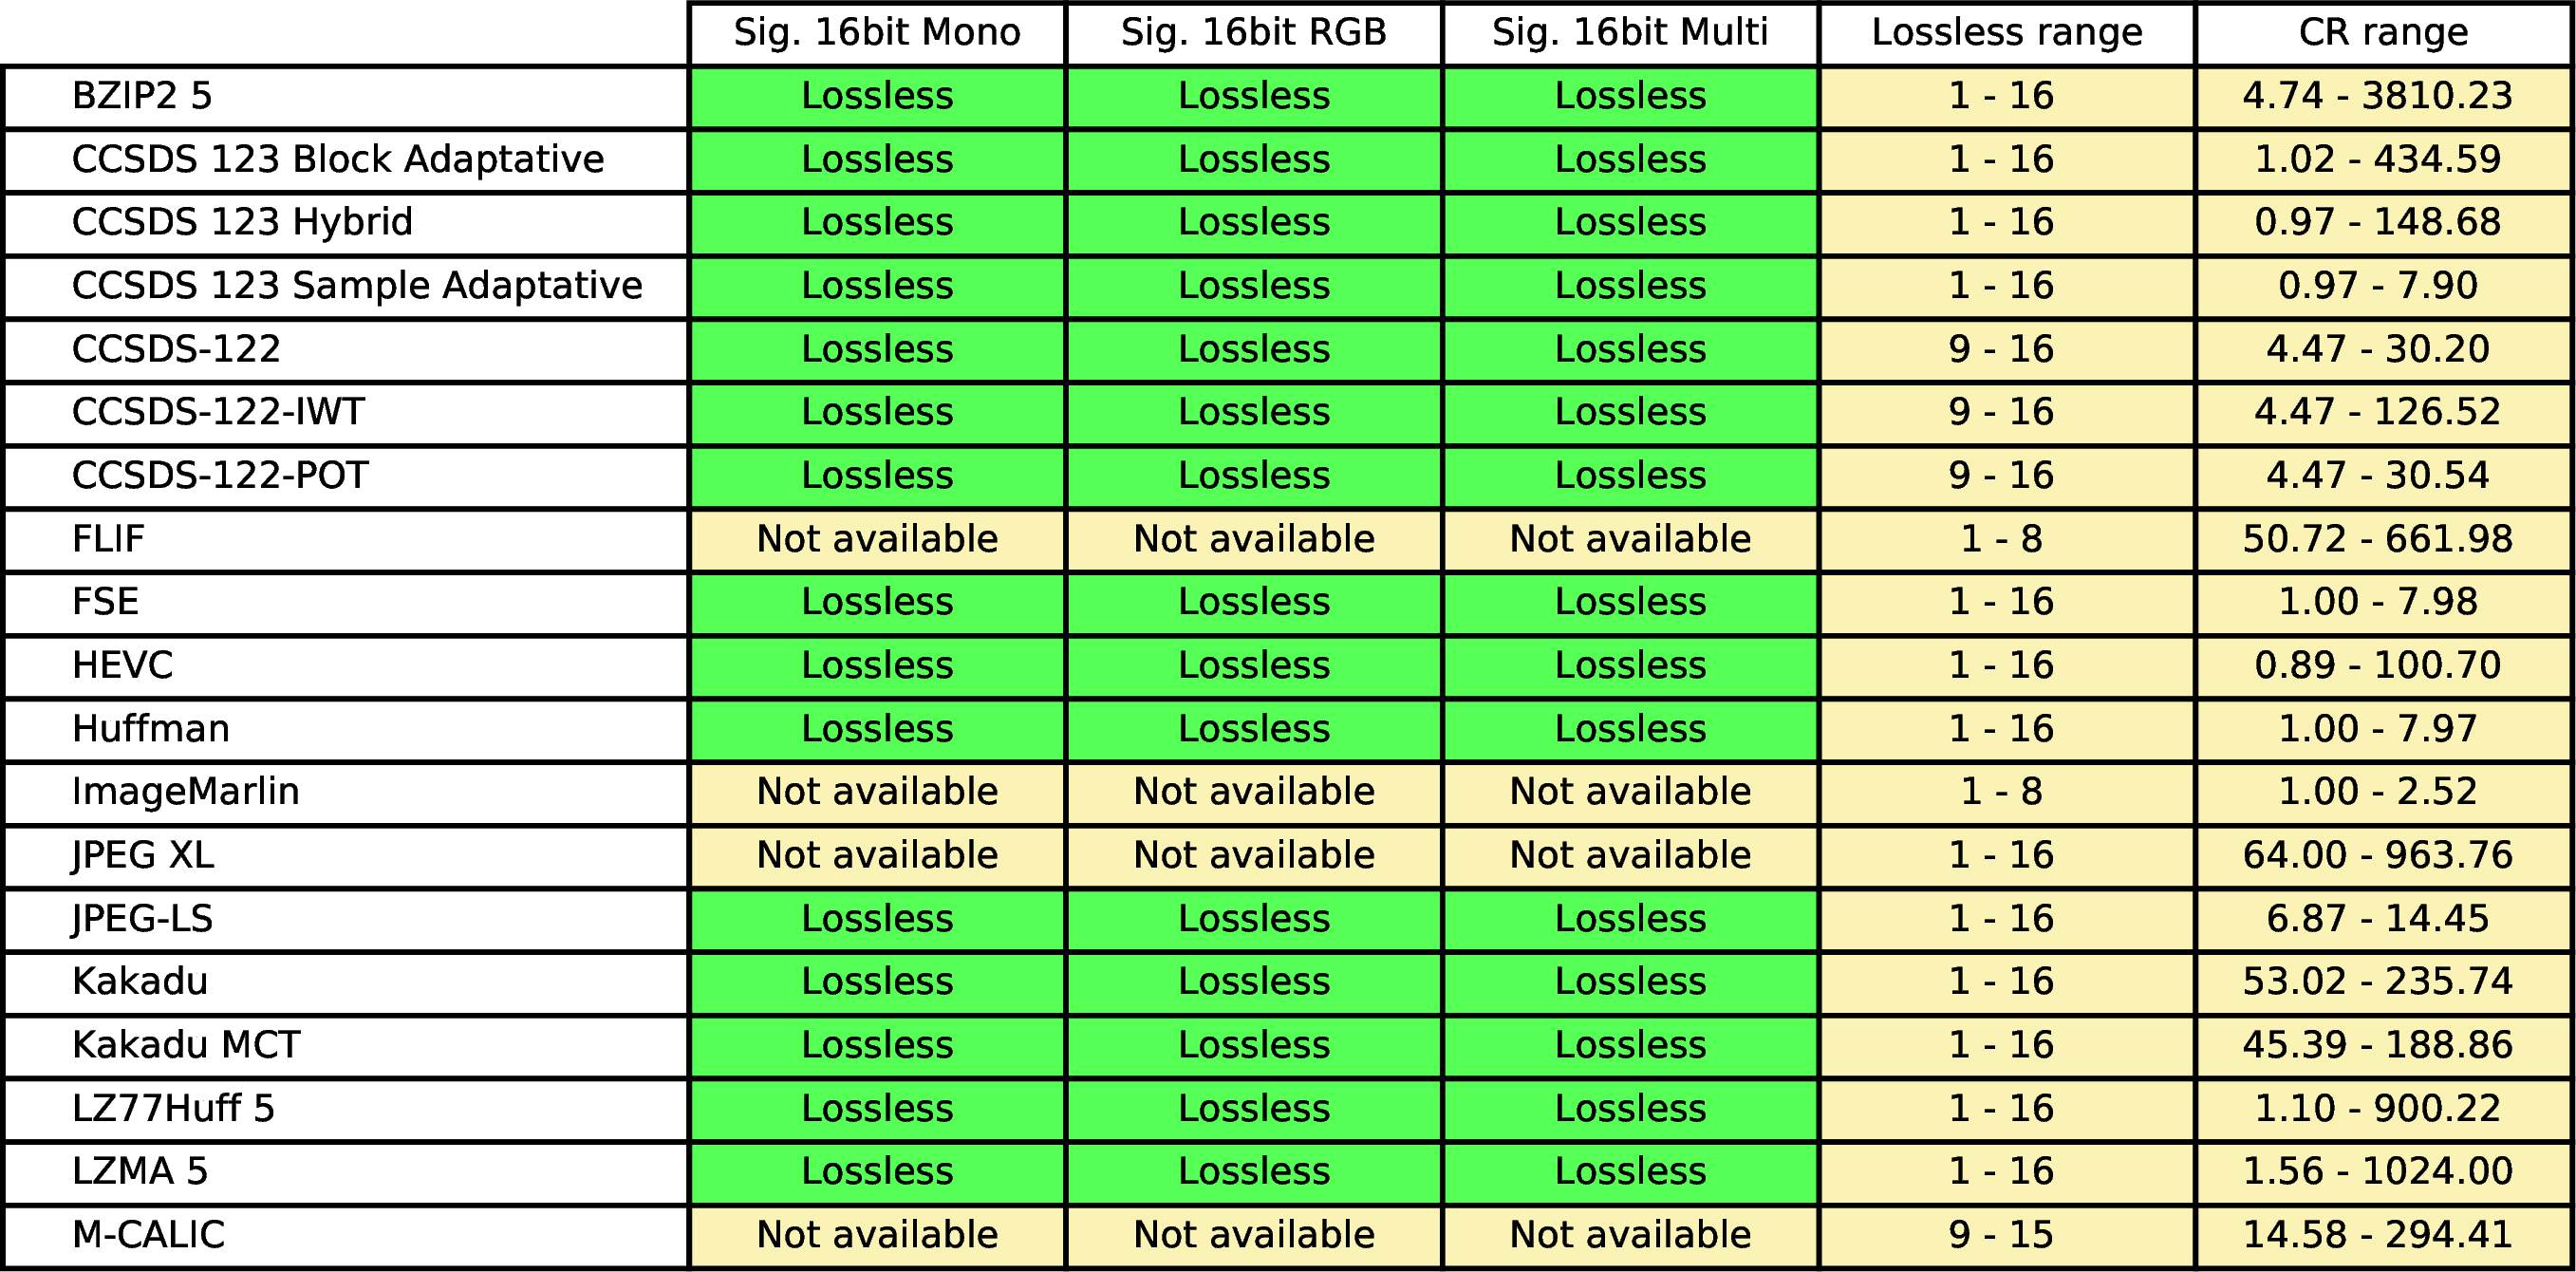 Sig. 16bit Mono Sig. 16bit RGB Sig. 16bit Multi Lossless range CR range
BZIP2 5 Lossless Lossless Lossless 1 - 16 4.74 - 3810.23
CCSDS 123 Block Adaptative Lossless Lossless Lossless 1 - 16 1.02 - 434.59
CCSDS 123 Hybrid Lossless Lossless Lossless 1 - 16 0.97 - 148.68
CCSDS 123 Sample Adaptative Lossless Lossless Lossless 1 - 16 0.97 - 7.90
CCSDS-122 Lossless Lossless Lossless 9 - 16 4.47 - 30.20
CCSDS-122-IWT Lossless Lossless Lossless 9 - 16 4.47 - 126.52
CCSDS-122-POT Lossless Lossless Lossless 9 - 16 4.47 - 30.54
FLIF Not available Not available Not available 1 - 8 50.72 - 661.98
FSE Lossless Lossless Lossless 1 - 16 1.00 - 7.98
HEVC Lossless Lossless Lossless 1 - 16 0.89 - 100.70
Huffman Lossless Lossless Lossless 1 - 16 1.00 - 7.97
ImageMarlin Not available Not available Not available 1 - 8 1.00 - 2.52
JPEG XL Not available Not available Not available 1 - 16 64.00 - 963.76
JPEG-LS Lossless Lossless Lossless 1 - 16 6.87 - 14.45
Kakadu Lossless Lossless Lossless 1 - 16 53.02 - 235.74
Kakadu MCT Lossless Lossless Lossless 1 - 16 45.39 - 188.86
LZ77Huff 5 Lossless Lossless Lossless 1 - 16 1.10 - 900.22
LZMA 5 Lossless Lossless Lossless 1 - 16 1.56 - 1024.00
M-CALIC Not available Not available Not available 9 - 15 14.58 - 294.41